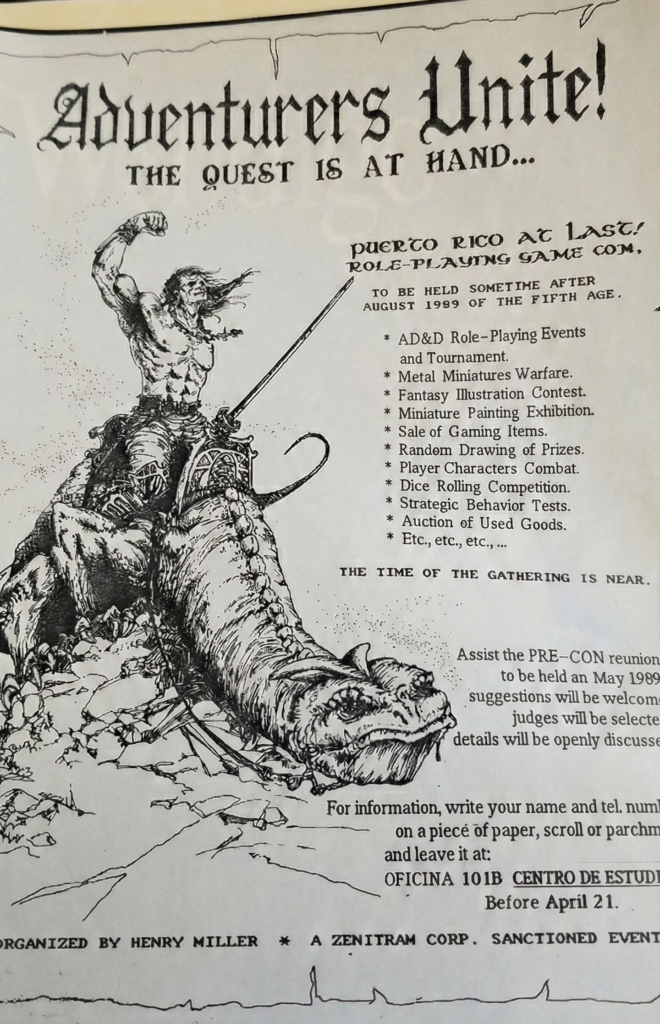 Adventurers Unite!
THE QUEST IS AT HAND...
PUERTO RICO AT LAST!
ROLE-PLAYING GAME CON,
TO BE HELD SOMETIME AFTER
AUGUST 1989 OF THE FIFTH AGE.
* AD&D Role-Playing Events
and Tournament.
* Metal Miniatures Warfare.
* Fantasy Illustration Contest.
* Miniature Painting Exhibition.
* Sale of Gaming Items.
* Random Drawing of Prizes.
* Player Characters Combat.
* Dice Rolling Competition.
* Strategic Behavior Tests.
* Auction of Used Goods.
* Etc., etc., etc., ...
THE TIME OF THE GATHERING IS NEAR.
Assist the PRE-CON reunion
to be held an May 1989
suggestions will be welcom
judges will be selecte
details will be openly discusse
For information, write your name and tel. num
on a piece of paper, scroll or parchm
and leave it at:
OFICINA 101B CENTRO DE ESTUDI
Before April 21.
ORGANIZED BY HENRY MILLER * A ZENITRAM CORP. SANCTIONED EVENT